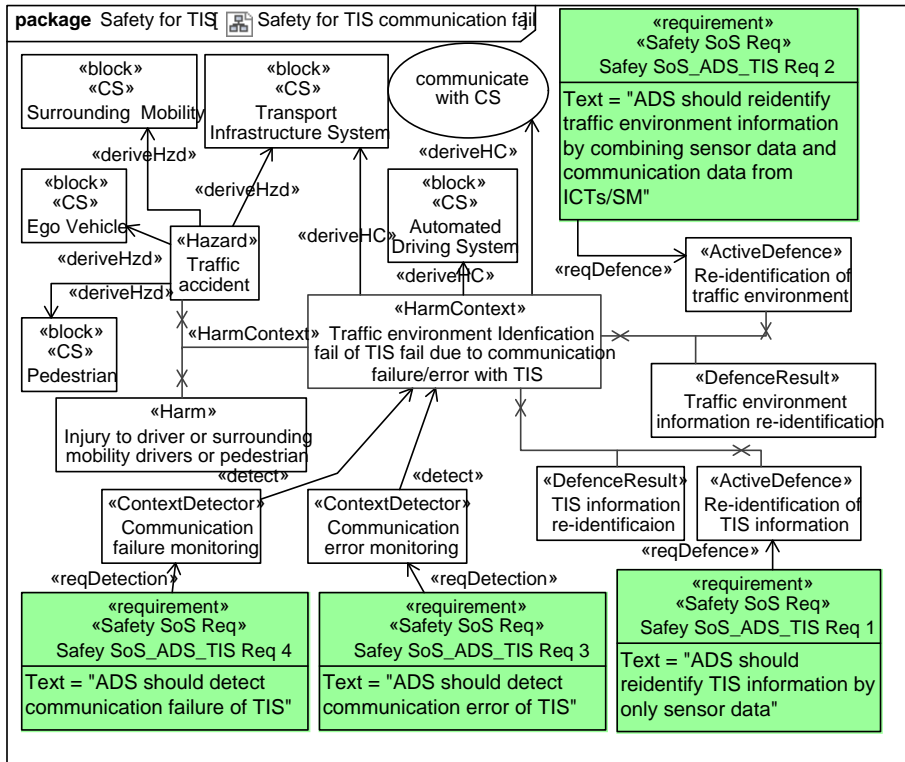 package Safety for TIS[ Safety for TIS communication fail]
«block»
«CS»
Surrounding Mobility
«block»
«CS»
Transport
Infrastructure System
communicate
with CS
«requirement»
«Safety SoS Req»
Safey SoS_ADS_TIS Req 2
Text = "ADS should reidentify
traffic environment information
by combining sensor data and
communication data from
ICTs/SM"
«deriveHzd»
«deriveHC»
«block»
«CS»
Ego Vehicle
«deriveHzd»
«block»
«CS»
Automated
Driving System
«deriveHzd»
«Hazard»
Traffic
accident
«deriveHC»
«deriveHC»
«reqDefence»
«ActiveDefence»
Re-identification of
traffic environment
«deriveHzd»
«block»
«CS»
Pedestrian
«HarmContext»
«HarmContext»
Traffic environment Idenfication
fail of TIS fail due to communication
failure/error with TIS
«DefenceResult»
Traffic environment
information re-identification
«Harm»
Injury to driver or surrounding
mobility drivers or pedestrian
«detect»
«detect»
«ContextDetector»
Communication
failure monitoring
«ContextDetector»
Communication
error monitoring
«DefenceResult»
TIS information
re-identificaion
«ActiveDefence»
Re-identification of
TIS information
«reqDetection»
«reqDetection»
«reqDefence»
«requirement»
«Safety SoS Req»
Safey SoS_ADS_TIS Req 4
Text = "ADS should detect
communication failure of TIS"
«requirement»
«Safety SoS Req»
Safey SoS_ADS_TIS Req 3
Text = "ADS should detect
communication error of TIS"
«requirement»
«Safety SoS Req»
Safey SoS_ADS_TIS Req 1
Text = "ADS should
reidentify TIS information by
only sensor data"